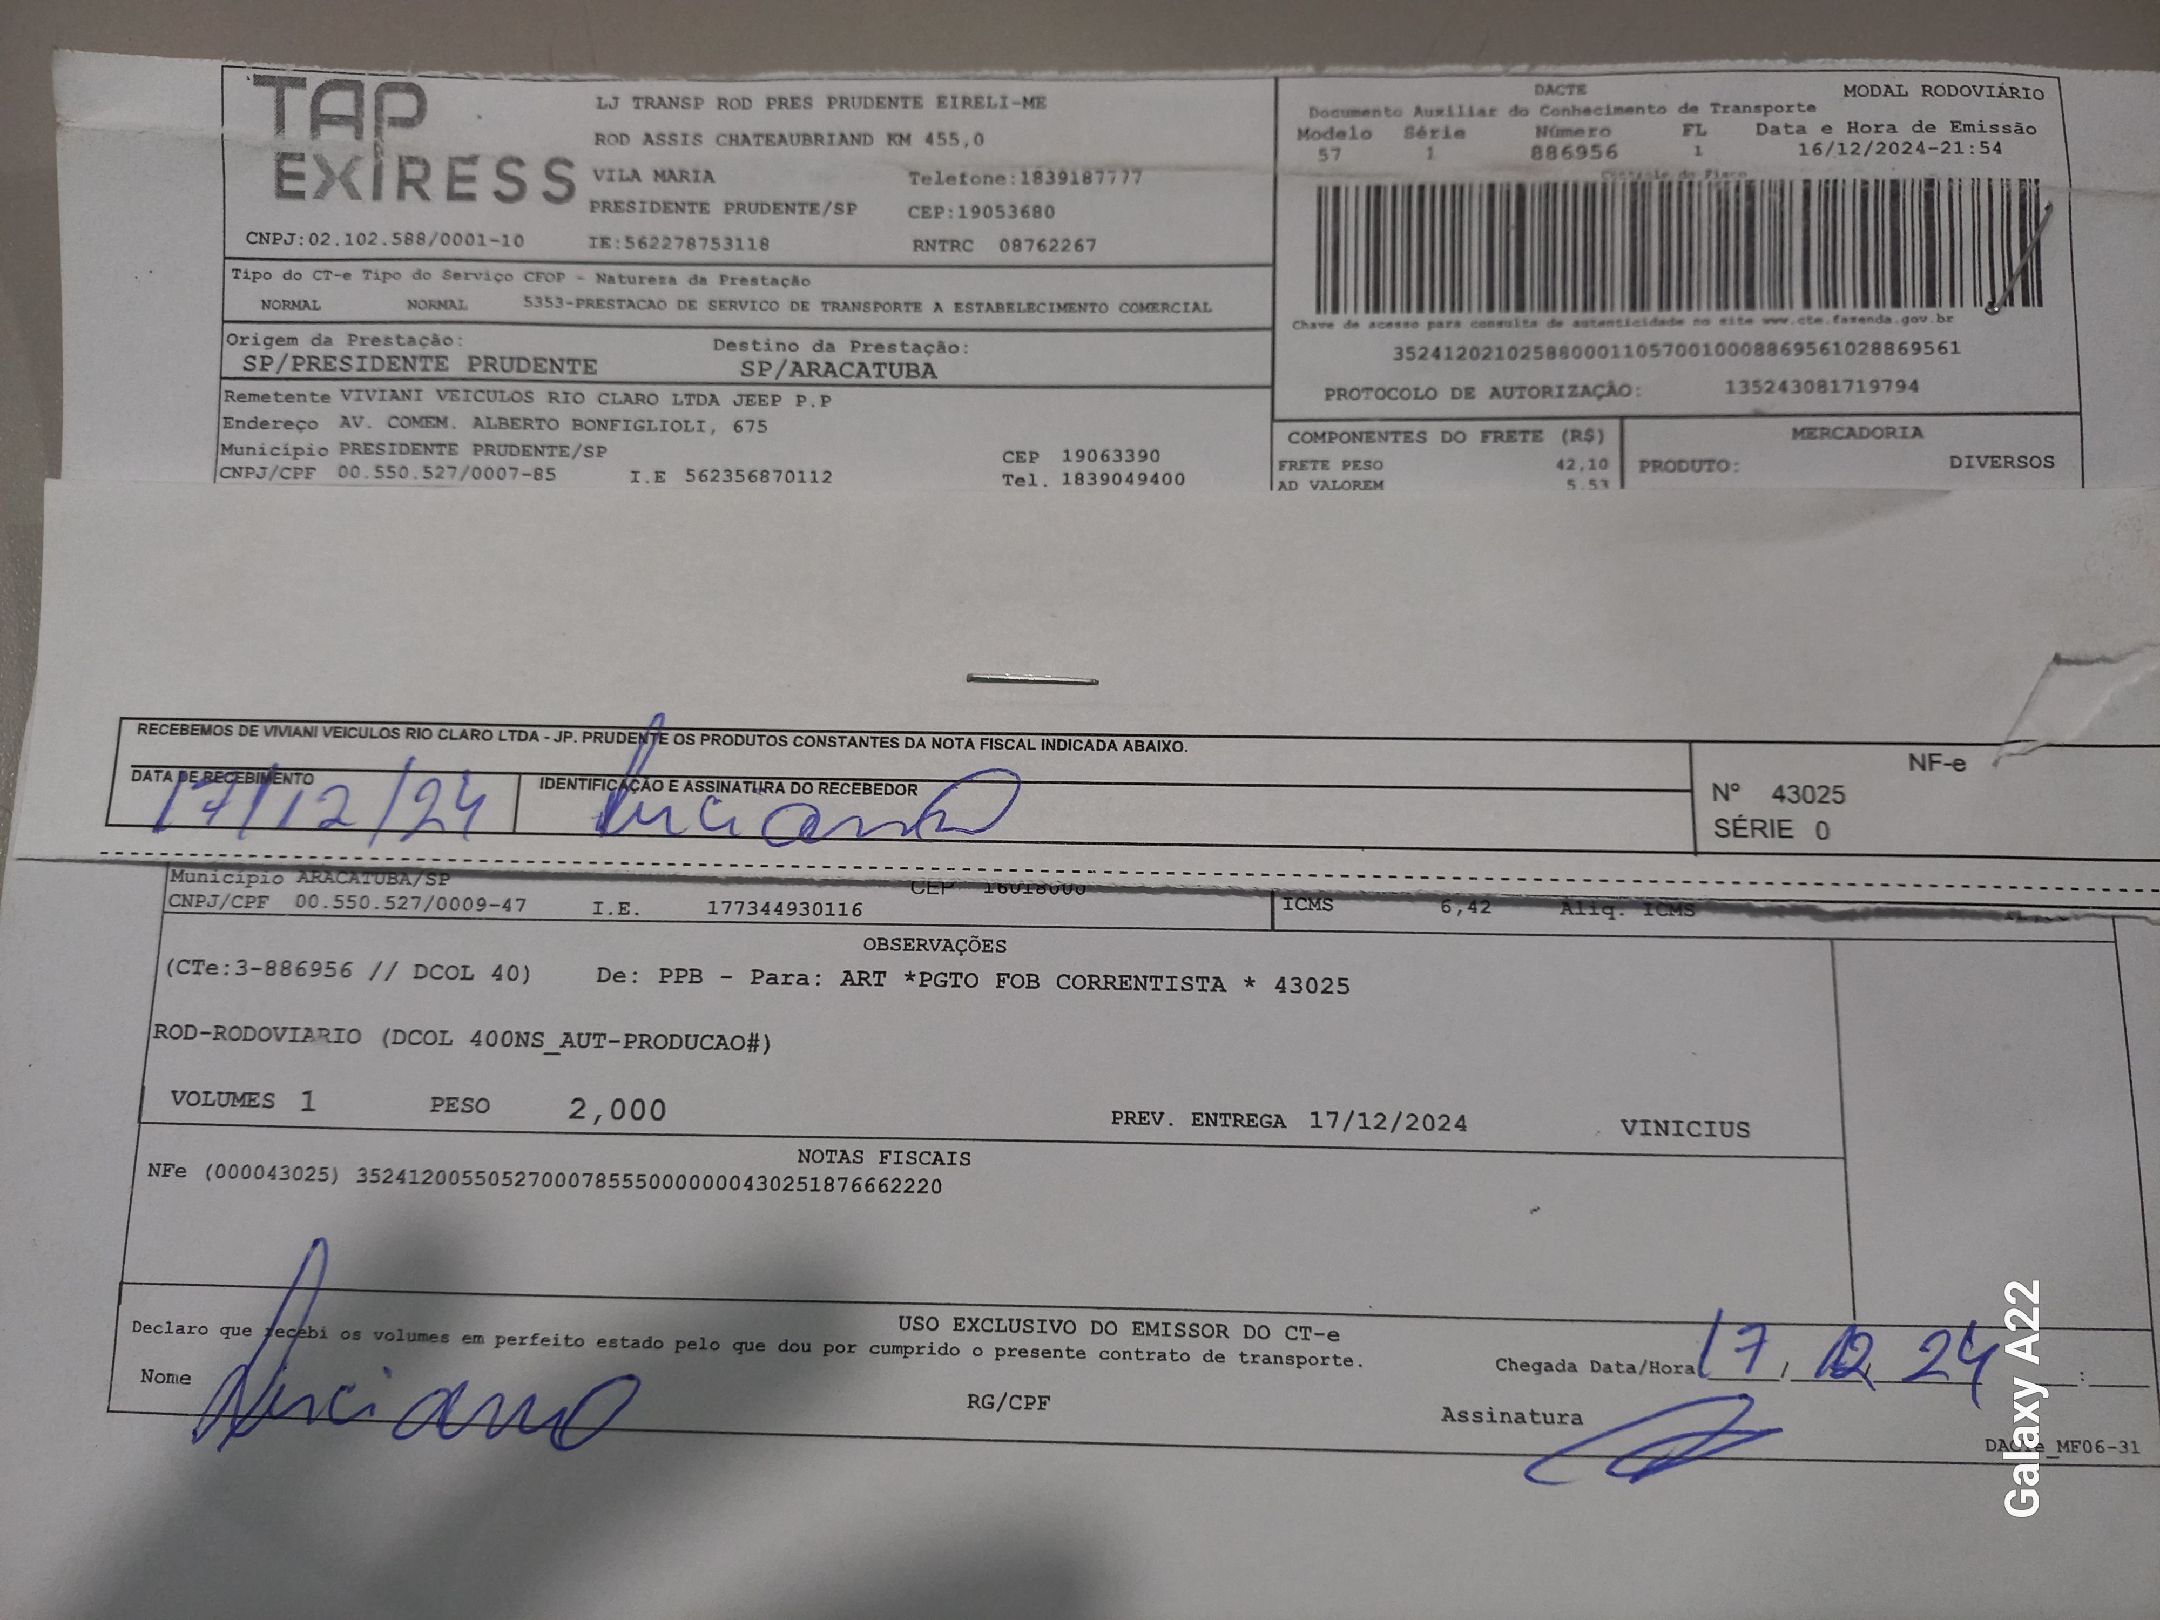 TAP
EXIRESS
LJ TRANSP ROD PRES PRUDENTE EIRELI-ME
ROD ASSIS CHATEAUBRIAND KM 455,0
VILA MARIA Telefone:1839187777
PRESIDENTE PRUDENTE/SP CEP:19053680
CNPJ:02.102.588/0001-10 IE:562278753118 RNTRC 08762267
DACTE MODAL RODOVIÁRIO
Documento Auxiliar do Conhecimento de Transporte
Modelo Série Número FL Data e Hora de Emissão
57 1 886956 1 16/12/2024-21:54
Controle do Fisco
Chave de acesso para consulta de autenticidade no site www.cte.fazenda.gov.br
35241202102588000110570010008869561028869561
PROTOCOLO DE AUTORIZAÇÃO: 135243081719794
Tipo do CT-e Tipo do Serviço CFOP - Natureza da Prestação
NORMAL NORMAL 5353-PRESTACAO DE SERVICO DE TRANSPORTE A ESTABELECIMENTO COMERCIAL
Origem da Prestação: Destino da Prestação:
SP/PRESIDENTE PRUDENTE SP/ARACATUBA
Remetente VIVIANI VEICULOS RIO CLARO LTDA JEEP P.P
Endereço AV. COMEM. ALBERTO BONFIGLIOLI, 675
Município PRESIDENTE PRUDENTE/SP CEP 19063390
CNPJ/CPF 00.550.527/0007-85 I.E 562356870112 Tel. 1839049400
COMPONENTES DO FRETE (R$) MERCADORIA
FRETE PESO 42,10 PRODUTO: DIVERSOS
AD VALOREM 5,53
RECEBEMOS DE VIVIANI VEICULOS RIO CLARO LTDA - JP. PRUDENTE OS PRODUTOS CONSTANTES DA NOTA FISCAL INDICADA ABAIXO.
DATA DE RECEBIMENTO IDENTIFICAÇÃO E ASSINATURA DO RECEBEDOR
17/12/24 Luciano
NF-e
Nº 43025
SÉRIE 0
Município ARACATUBA/SP CEP 16018000
CNPJ/CPF 00.550.527/0009-47 I.E. 177344930116 ICMS 6,42 Aliq. ICMS
OBSERVAÇÕES
(CTe:3-886956 // DCOL 40) De: PPB - Para: ART *PGTO FOB CORRENTISTA * 43025
ROD-RODOVIARIO (DCOL 400NS_AUT-PRODUCAO#)
VOLUMES 1 PESO 2,000 PREV. ENTREGA 17/12/2024 VINICIUS
NOTAS FISCAIS
NFe (000043025) 35241200550527000785550000000430251876662220
USO EXCLUSIVO DO EMISSOR DO CT-e
Declaro que recebi os volumes em perfeito estado pelo que dou por cumprido o presente contrato de transporte.
Chegada Data/Hora 17/12/24 :
Nome Luciano RG/CPF Assinatura
Galaxy A22